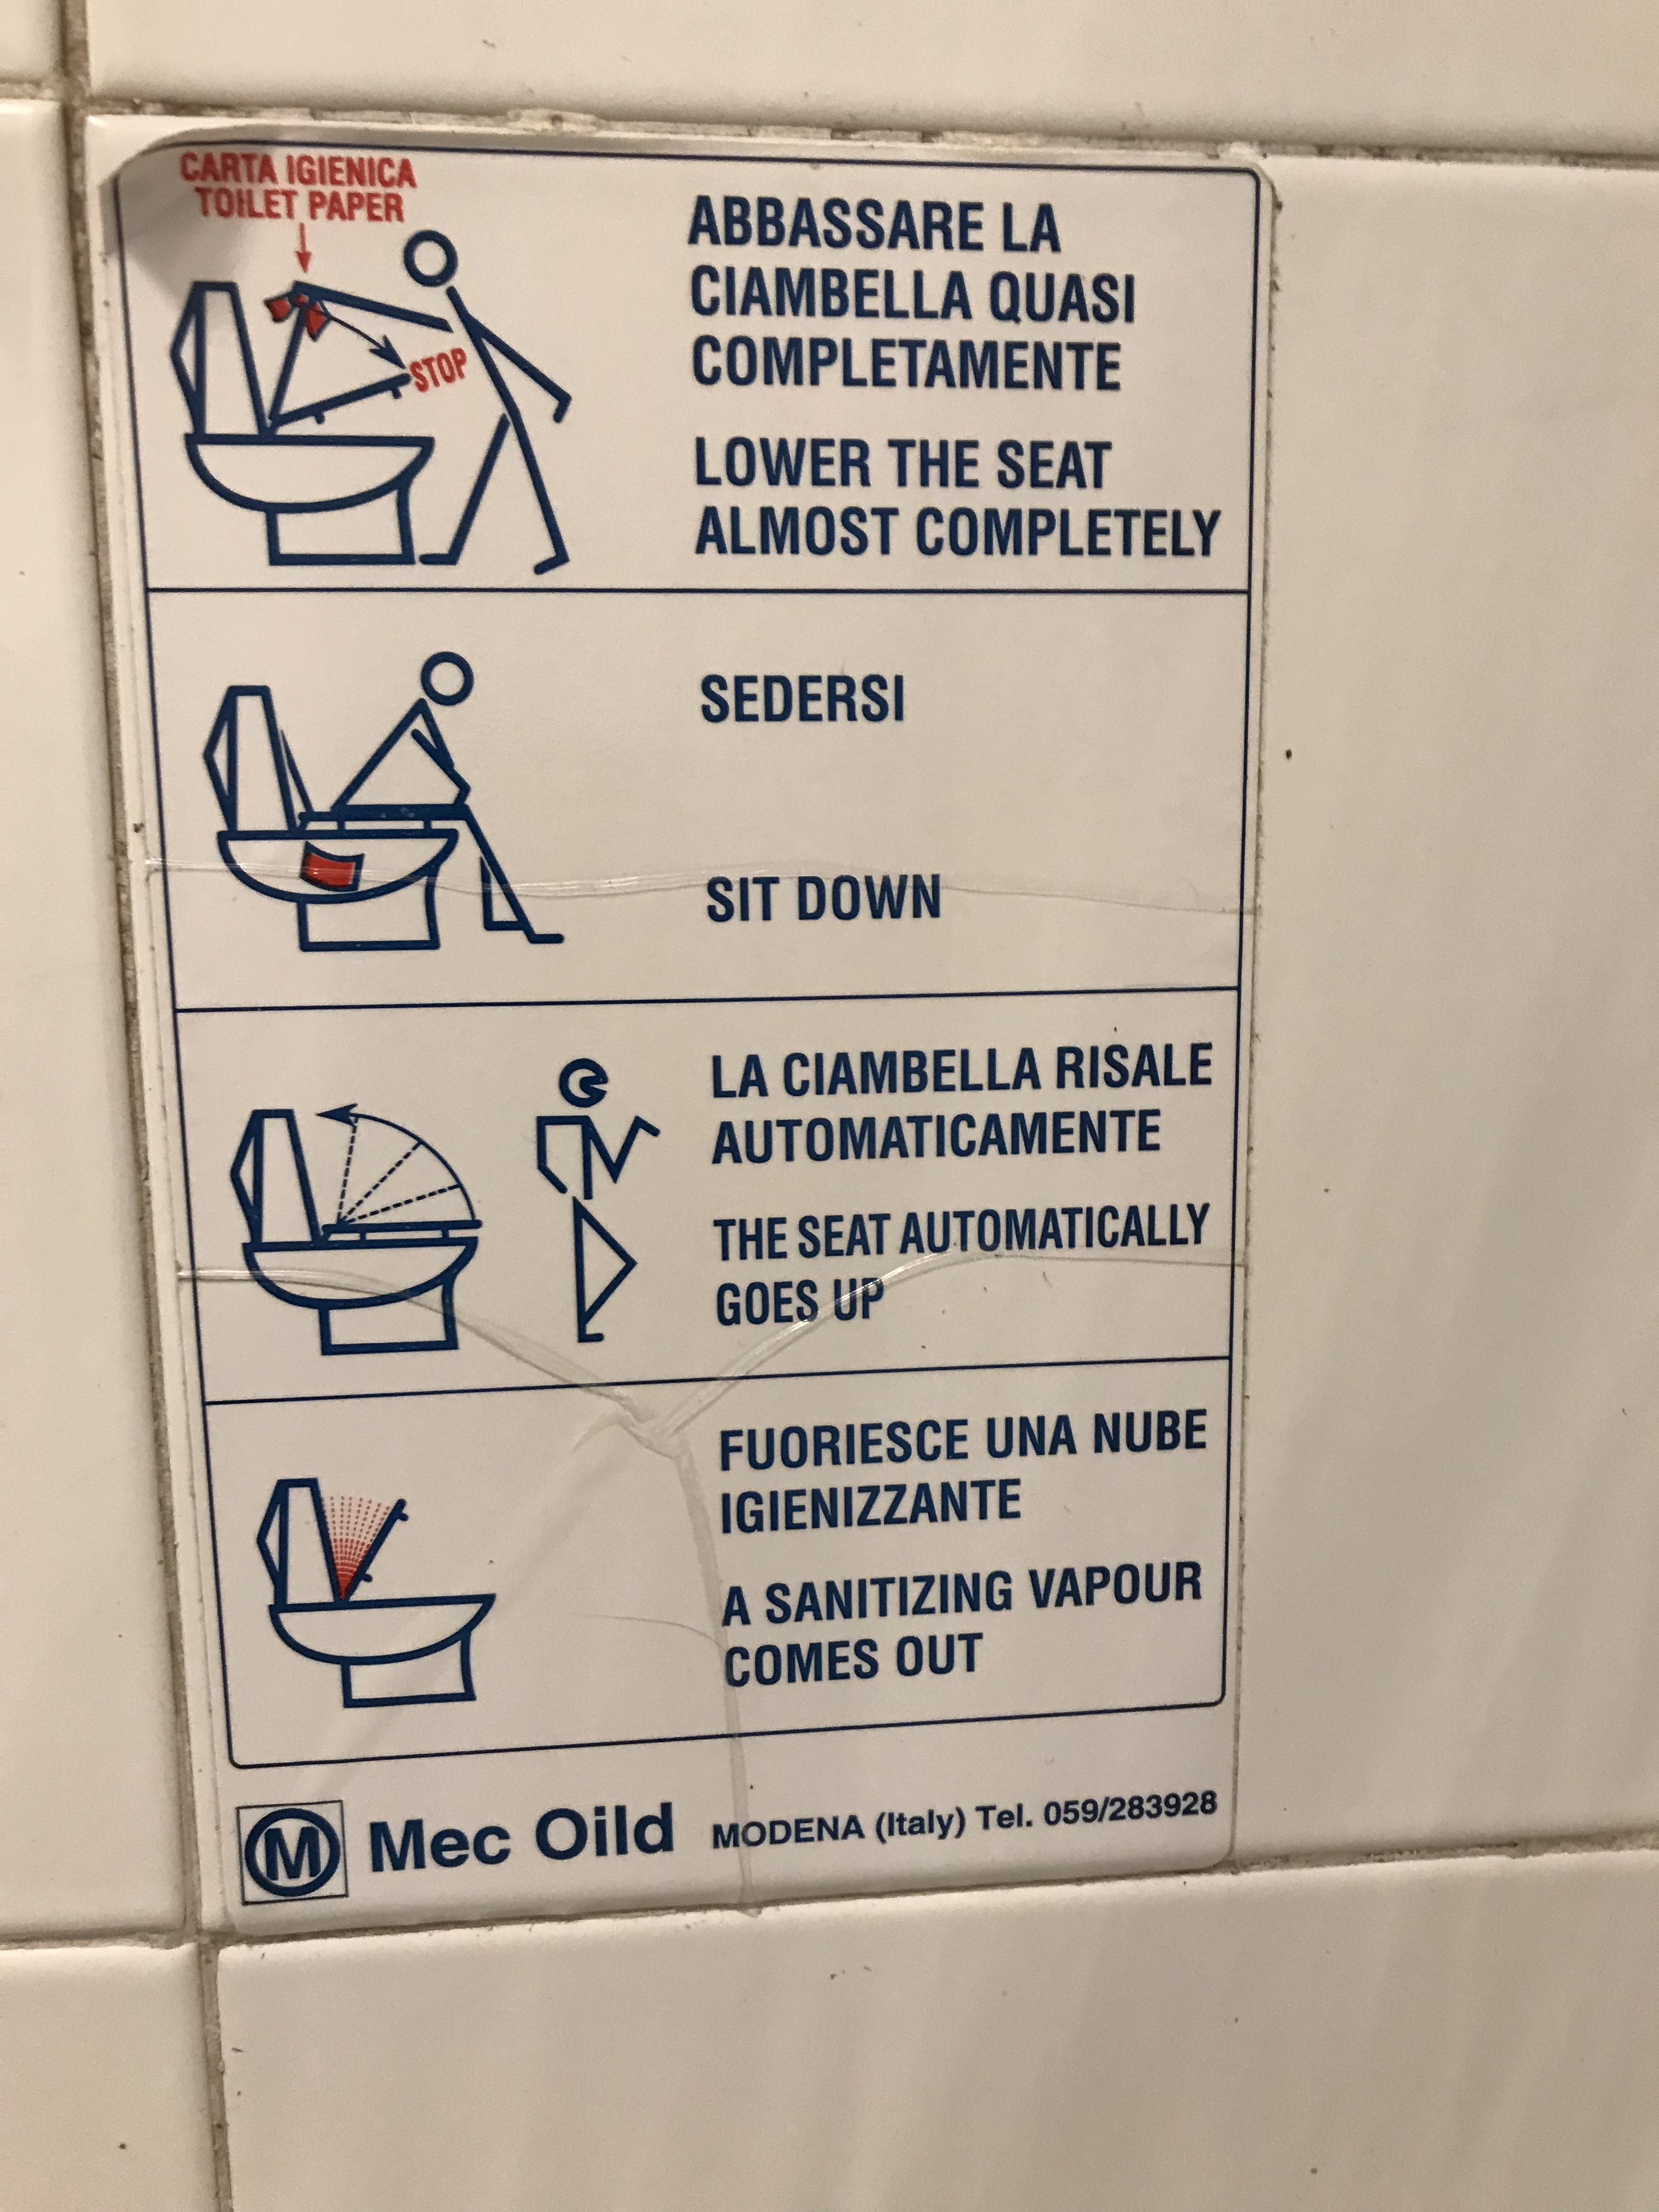 CARTA IGIENICA
TOILET PAPER
STOP
ABBASSARE LA
CIAMBELLA QUASI
COMPLETAMENTE
LOWER THE SEAT
ALMOST COMPLETELY
SEDERSI
SIT DOWN
LA CIAMBELLA RISALE
AUTOMATICAMENTE
THE SEAT AUTOMATICALLY
GOES UP
FUORIESCE UNA NUBE
IGIENIZZANTE
A SANITIZING VAPOUR
COMES OUT
M Mec Oild MODENA (Italy) Tel. 059/283928